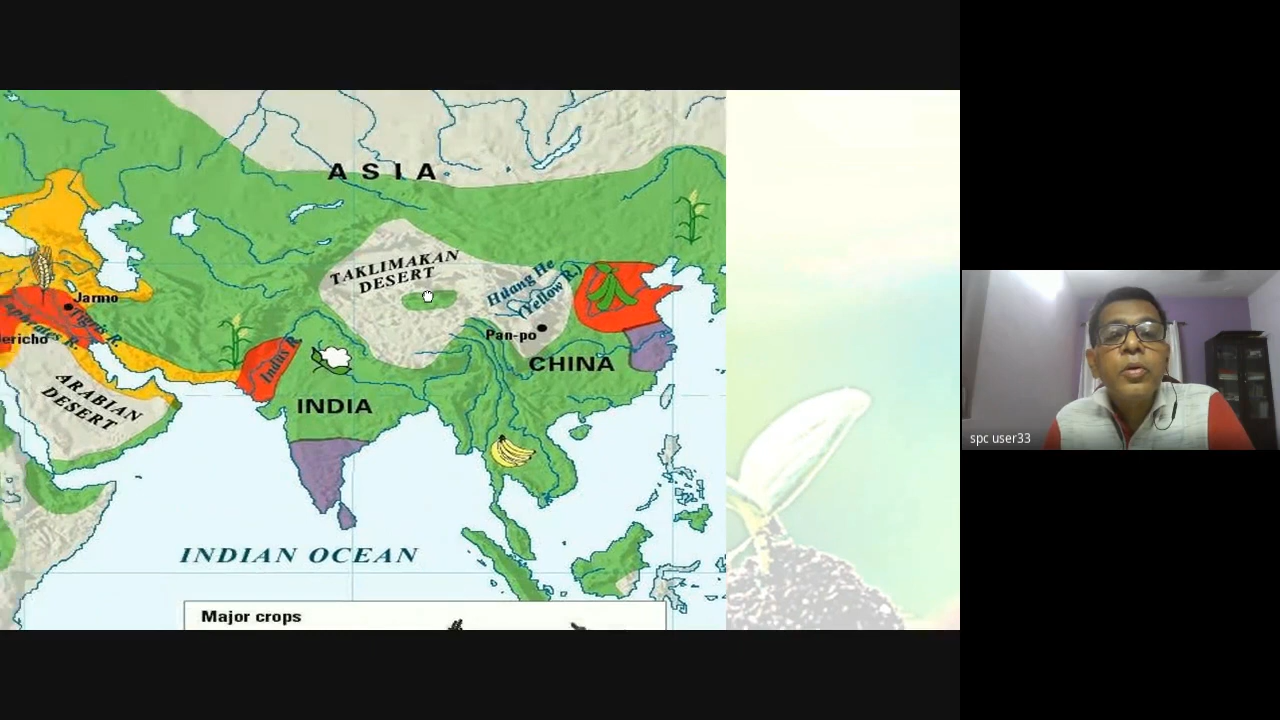 ASIA
TAKLIMAKAN
DESERT
Huang He
(Yellow R.)
Jarmo
Tigris R.
aphrates R.
Jericho
Pan-po
Indus R.
CHINA
ARABIAN
DESERT
INDIA
INDIAN OCEAN
Major crops
spc user33